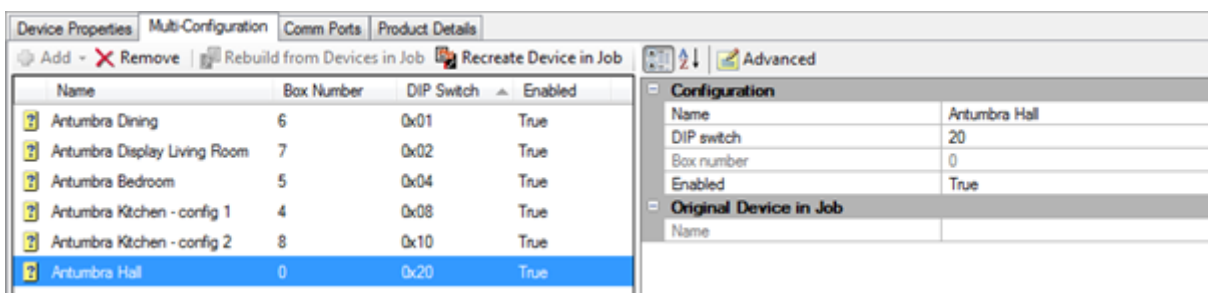 Device Properties Multi-Configuration Comm Ports Product Details
Add Remove Rebuild from Devices in Job Recreate Device in Job Advanced
Name Box Number DIP Switch Enabled
Antumbra Dining 6 0x01 True
Antumbra Display Living Room 7 0x02 True
Antumbra Bedroom 5 0x04 True
Antumbra Kitchen - config 1 4 0x08 True
Antumbra Kitchen - config 2 8 0x10 True
Antumbra Hall 0 0x20 True
Configuration
Name Antumbra Hall
DIP switch 20
Box number 0
Enabled True
Original Device in Job
Name